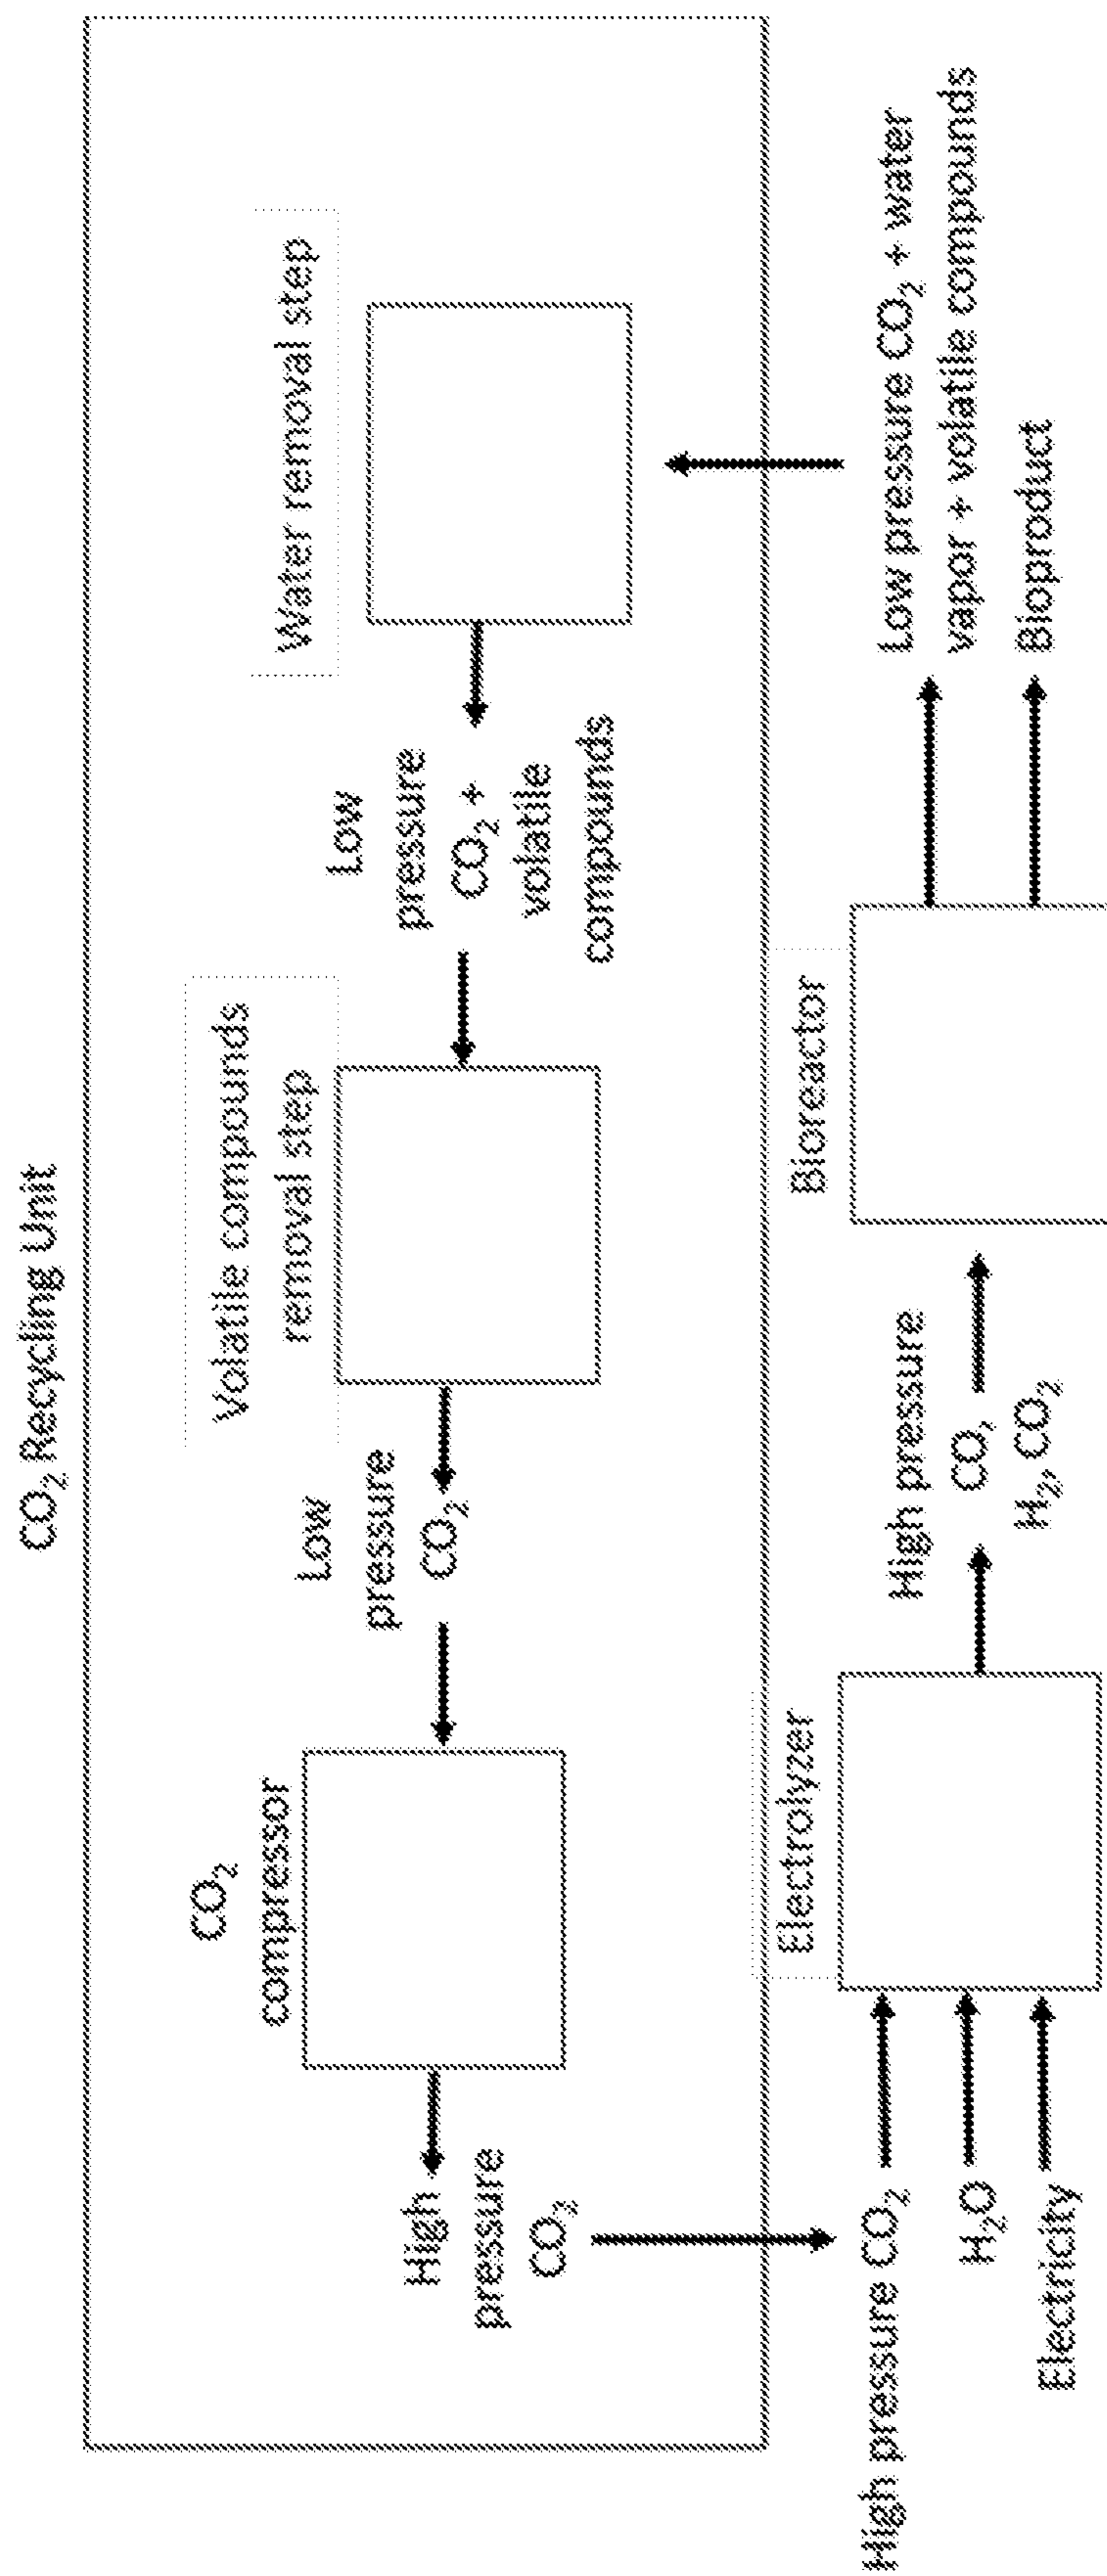 CO₂ Recycling Unit
CO₂
compressor
Volatile compounds
removal step
Water removal step
High
pressure
CO₂
Low
pressure
CO₂
Low
pressure
CO₂ +
volatile
compounds
Electrolyzer
Bioreactor
High pressure CO₂
H₂O
Electricity
High pressure
CO,
H₂, CO₂
Low pressure CO₂ + water
vapor + volatile compounds
Bioproduct